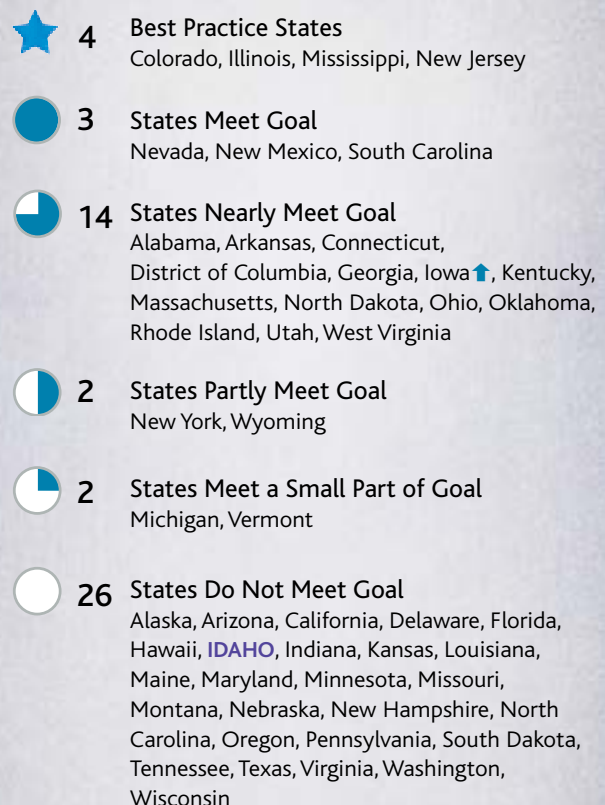 4 Best Practice States
Colorado, Illinois, Mississippi, New Jersey
3 States Meet Goal
Nevada, New Mexico, South Carolina
14 States Nearly Meet Goal
Alabama, Arkansas, Connecticut,
District of Columbia, Georgia, Iowa⬆, Kentucky,
Massachusetts, North Dakota, Ohio, Oklahoma,
Rhode Island, Utah, West Virginia
2 States Partly Meet Goal
New York, Wyoming
2 States Meet a Small Part of Goal
Michigan, Vermont
26 States Do Not Meet Goal
Alaska, Arizona, California, Delaware, Florida,
Hawaii, IDAHO, Indiana, Kansas, Louisiana,
Maine, Maryland, Minnesota, Missouri,
Montana, Nebraska, New Hampshire, North
Carolina, Oregon, Pennsylvania, South Dakota,
Tennessee, Texas, Virginia, Washington,
Wisconsin